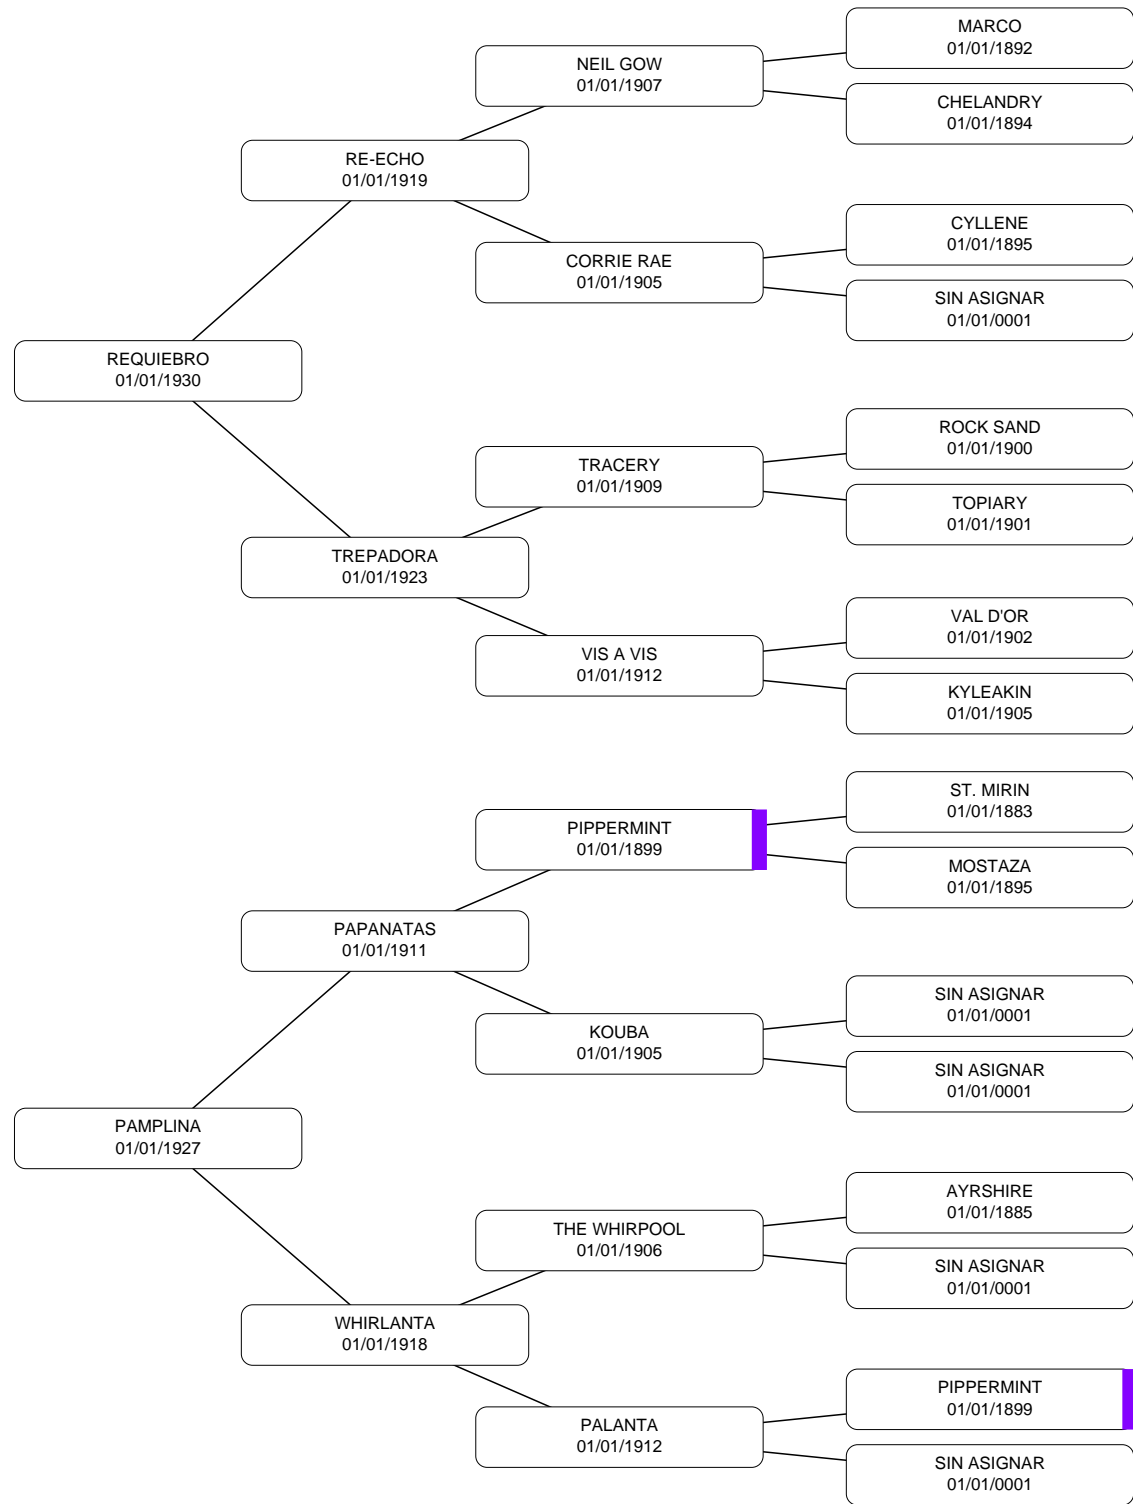 MARCO
01/01/1892
NEIL GOW
01/01/1907
CHELANDRY
01/01/1894
RE-ECHO
01/01/1919
CYLLENE
01/01/1895
CORRIE RAE
01/01/1905
SIN ASIGNAR
01/01/0001
REQUIEBRO
01/01/1930
ROCK SAND
01/01/1900
TRACERY
01/01/1909
TOPIARY
01/01/1901
TREPADORA
01/01/1923
VAL D'OR
01/01/1902
VIS A VIS
01/01/1912
KYLEAKIN
01/01/1905
ST. MIRIN
01/01/1883
PIPPERMINT
01/01/1899
MOSTAZA
01/01/1895
PAPANATAS
01/01/1911
SIN ASIGNAR
01/01/0001
KOUBA
01/01/1905
SIN ASIGNAR
01/01/0001
PAMPLINA
01/01/1927
AYRSHIRE
01/01/1885
THE WHIRPOOL
01/01/1906
SIN ASIGNAR
01/01/0001
WHIRLANTA
01/01/1918
PIPPERMINT
01/01/1899
PALANTA
01/01/1912
SIN ASIGNAR
01/01/0001